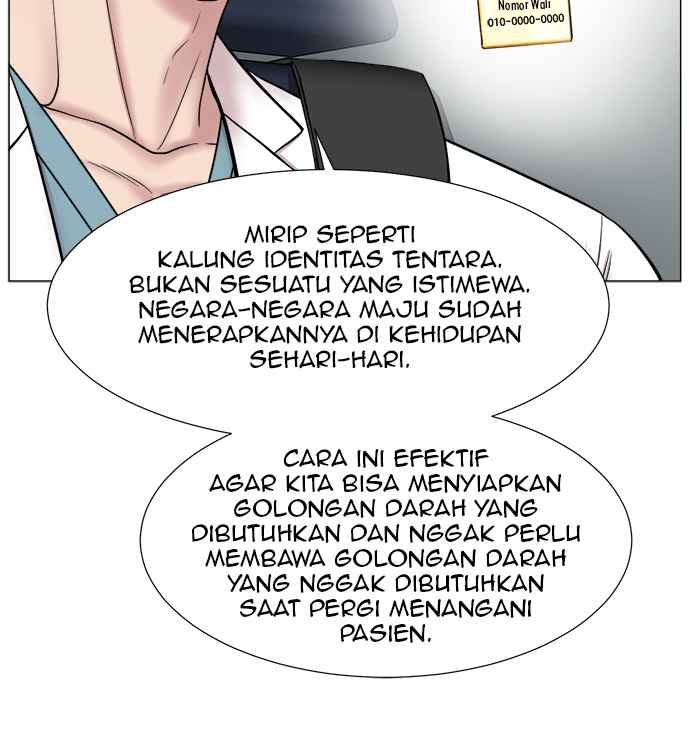 Nomor Wali
010-0000-0000
MIRIP SEPERTI
KALUNG IDENTITAS TENTARA.
BUKAN SESUATU YANG ISTIMEWA.
NEGARA-NEGARA MAJU SUDAH
MENERAPKANNYA DI KEHIDUPAN
SEHARI-HARI.
CARA INI EFEKTIF
AGAR KITA BISA MENYIAPKAN
GOLONGAN DARAH YANG
DIBUTUHKAN DAN NGGAK PERLU
MEMBAWA GOLONGAN DARAH
YANG NGGAK DIBUTUHKAN
SAAT PERGI MENANGANI
PASIEN.